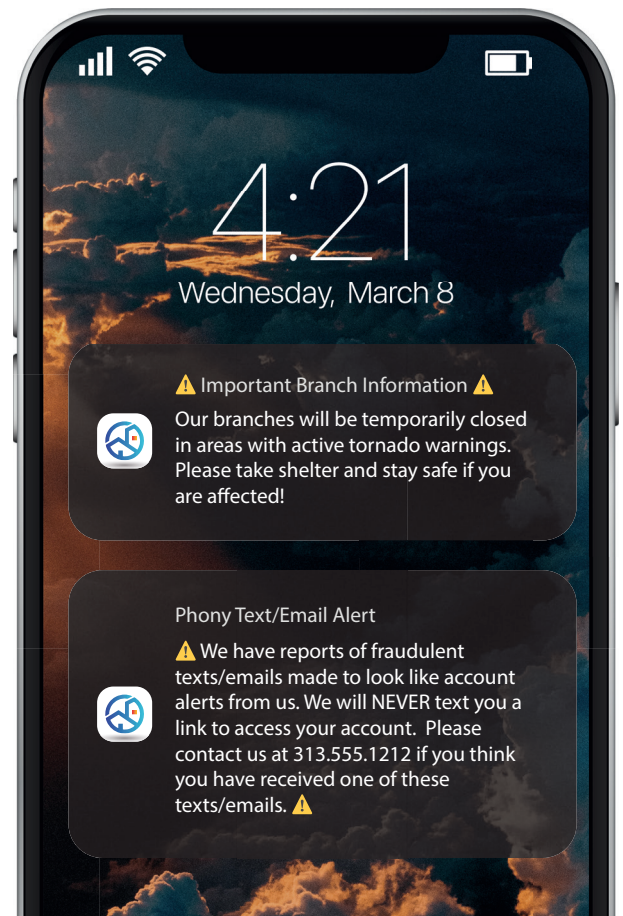 4:21
Wednesday, March 8
⚠ Important Branch Information ⚠
Our branches will be temporarily closed
in areas with active tornado warnings.
Please take shelter and stay safe if you
are affected!
Phony Text/Email Alert
⚠ We have reports of fraudulent
texts/emails made to look like account
alerts from us. We will NEVER text you a
link to access your account.  Please
contact us at 313.555.1212 if you think
you have received one of these
texts/emails. ⚠